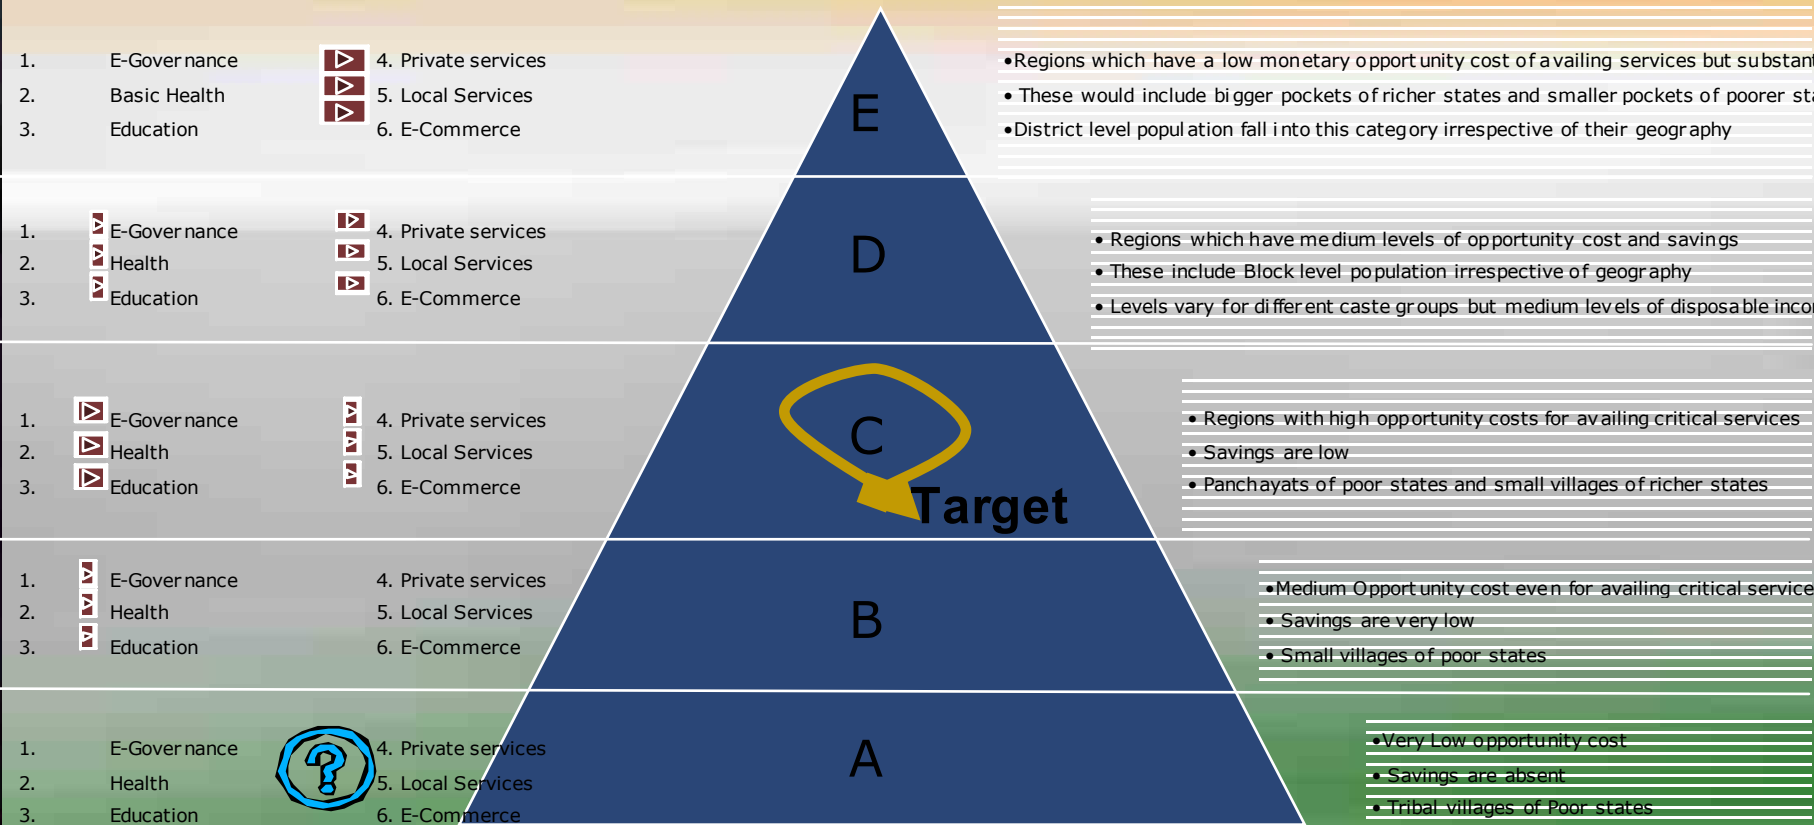 1. E-Governance
2. Basic Health
3. Education
4. Private services
5. Local Services
6. E-Commerce
E
•Regions which have a low monetary opportunity cost of availing services but
• These would include bigger pockets of richer states and smaller pockets of poorer
•District level population fall into this category irrespective of their geography
1. E-Governance
2. Health
3. Education
4. Private services
5. Local Services
6. E-Commerce
D
• Regions which have medium levels of opportunity cost and savings
• These include Block level population irrespective of geography
• Levels vary for different caste groups but medium levels of disposable
1. E-Governance
2. Health
3. Education
4. Private services
5. Local Services
6. E-Commerce
C
Target
• Regions with high opportunity costs for availing critical services
• Savings are low
• Panchayats of poor states and small villages of richer states
1. E-Governance
2. Health
3. Education
4. Private services
5. Local Services
6. E-Commerce
B
•Medium Opportunity cost even for availing critical service
• Savings are very low
• Small villages of poor states
1. E-Governance
2. Health
3. Education
?
4. Private services
5. Local Services
6. E-Commerce
A
•Very Low opportunity cost
• Savings are absent
• Tribal villages of Poor states